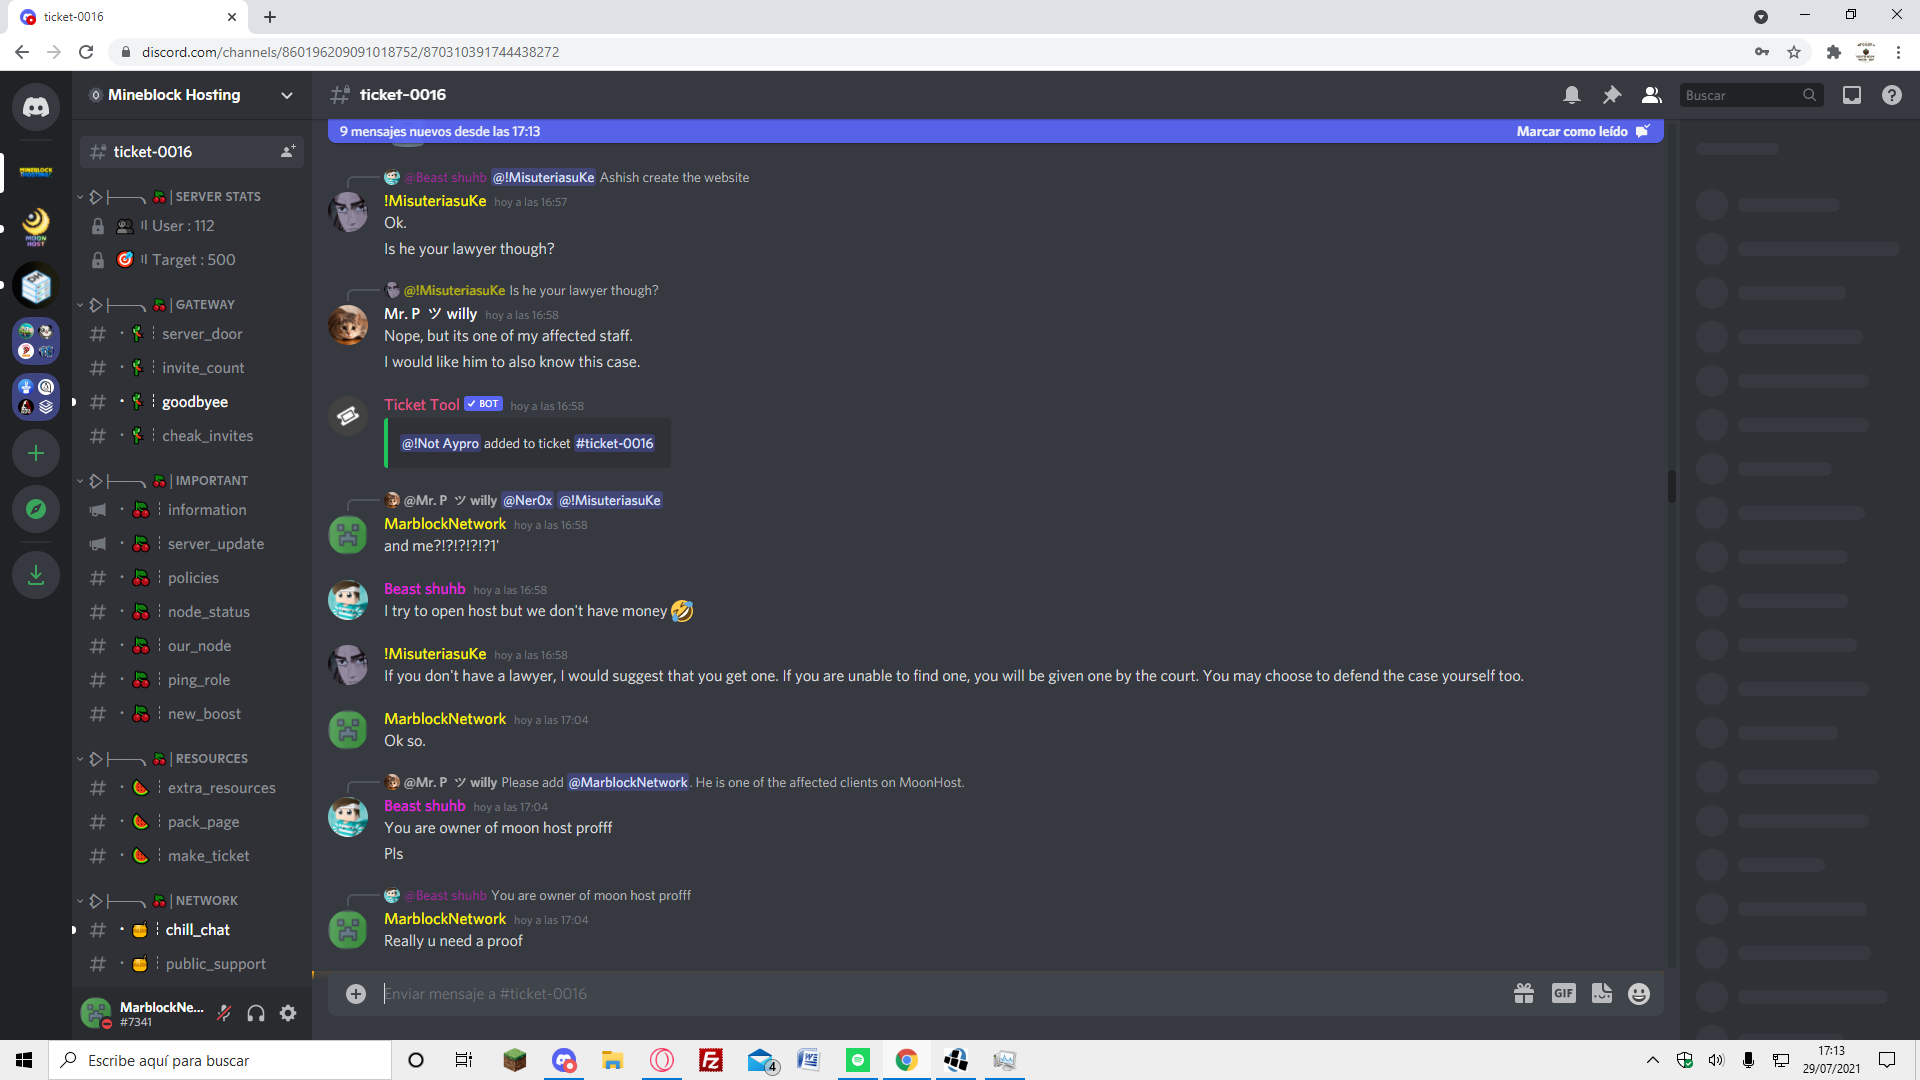 ticket-0016
discord.com/channels/860196209091018752/870310391744438272
Mineblock Hosting
ticket-0016
Buscar
9 mensajes nuevos desde las 17:13
Marcar como leído
ticket-0016
SERVER STATS
User : 112
Target : 500
GATEWAY
server_door
invite_count
goodbyee
cheak_invites
IMPORTANT
information
server_update
policies
node_status
our_node
ping_role
new_boost
RESOURCES
extra_resources
pack_page
make_ticket
NETWORK
chill_chat
public_support
MarblockNe...
#7341
MINEBLOCK
HOSTING
MOON
HOST
@Beast shuhb @!MisuteriasuKe Ashish create the website
!MisuteriasuKe hoy a las 16:57
Ok.
Is he your lawyer though?
@!MisuteriasuKe Is he your lawyer though?
Mr. P ツ willy hoy a las 16:58
Nope, but its one of my affected staff.
I would like him to also know this case.
Ticket Tool BOT hoy a las 16:58
@!Not Aypro added to ticket #ticket-0016
@Mr. P ツ willy @Ner0x @!MisuteriasuKe
MarblockNetwork hoy a las 16:58
and me?!?!?!?!?1'
Beast shuhb hoy a las 16:58
I try to open host but we don't have money 🤣
!MisuteriasuKe hoy a las 16:58
If you don't have a lawyer, I would suggest that you get one. If you are unable to find one, you will be given one by the court. You may choose to defend the case yourself too.
MarblockNetwork hoy a las 17:04
Ok so.
@Mr. P ツ willy Please add @MarblockNetwork. He is one of the affected clients on MoonHost.
Beast shuhb hoy a las 17:04
You are owner of moon host profff
Pls
@Beast shuhb You are owner of moon host profff
MarblockNetwork hoy a las 17:04
Really u need a proof
Enviar mensaje a #ticket-0016
GIF
Escribe aquí para buscar
4
17:13
29/07/2021